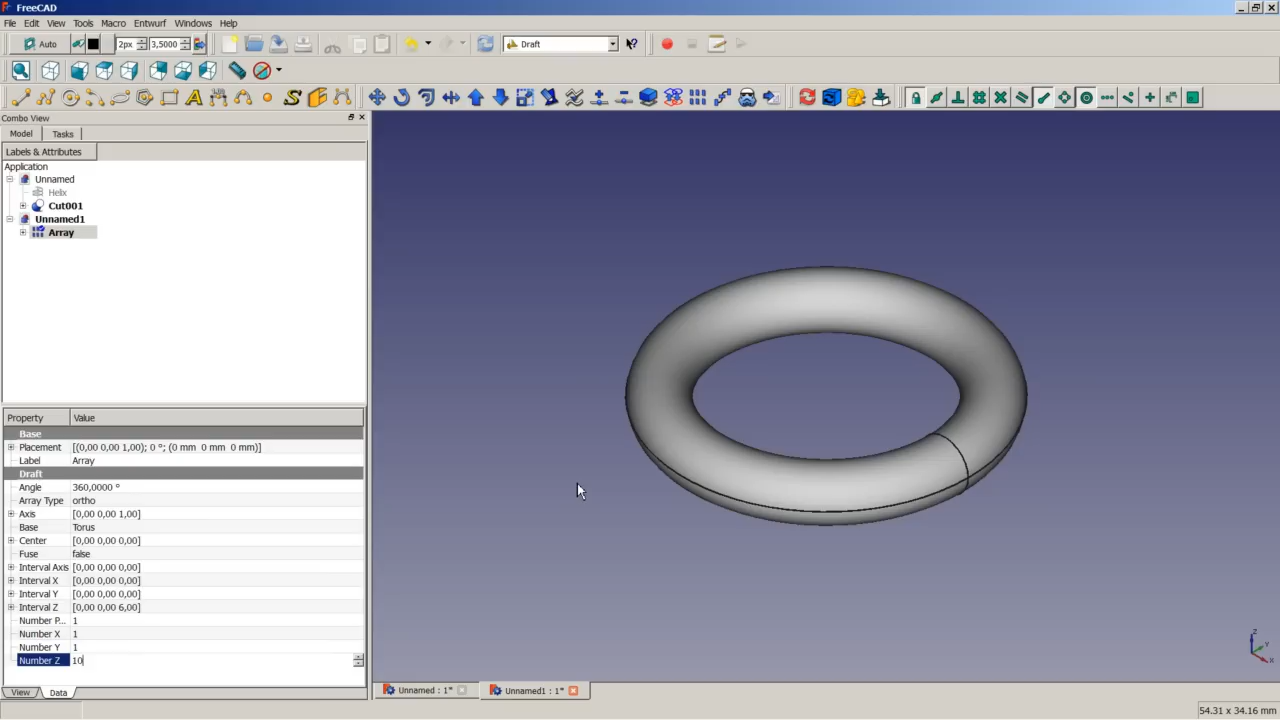 FreeCAD
File Edit View Tools Macro Entwurf Windows Help
Auto 2px 3,5000 Draft
Combo View
Model Tasks
Labels & Attributes
Application
Unnamed
Helix
Cut001
Unnamed1
Array
Property Value
Base
Placement [(0,00 0,00 1,00); 0 °; (0 mm 0 mm 0 mm)]
Label Array
Draft
Angle 360,0000 °
Array Type ortho
Axis [0,00 0,00 1,00]
Base Torus
Center [0,00 0,00 0,00]
Fuse false
Interval Axis [0,00 0,00 0,00]
Interval X [0,00 0,00 0,00]
Interval Y [0,00 0,00 0,00]
Interval Z [0,00 0,00 6,00]
Number P... 1
Number X 1
Number Y 1
Number Z 10
View Data
Unnamed : 1* Unnamed1 : 1*
Z Y X
54.31 x 34.16 mm